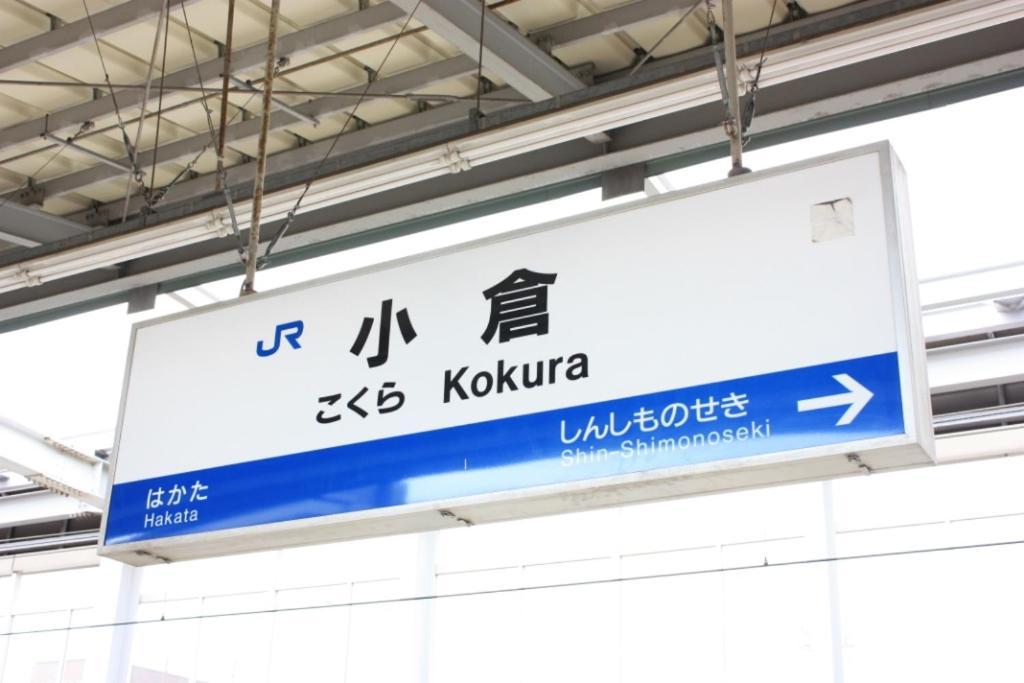 JR 小倉
こくら Kokura
しんしものせき
Shin-Shimonoseki
はかた
Hakata